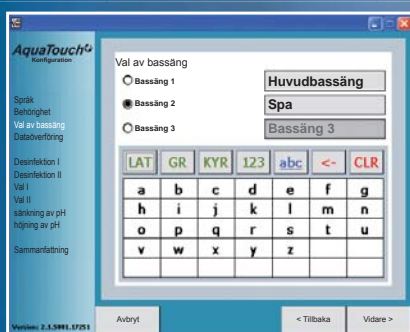 AquaTouch
Konfiguration
Språk
Behörighet
Val av bassäng
Dataöverföring
Desinfektion I
Desinfektion II
Val I
Val II
sänkning av pH
höjning av pH
Sammanfattning
Version: 2.1.5001.17251
Val av bassäng
Bassäng 1 Huvudbassäng
Bassäng 2 Spa
Bassäng 3 Bassäng 3
LAT GR KYR 123 abc <- CLR
a b c d e f g
h i j k l m n
o p q r s t u
v w x y z
Avbryt < Tillbaka Vidare >